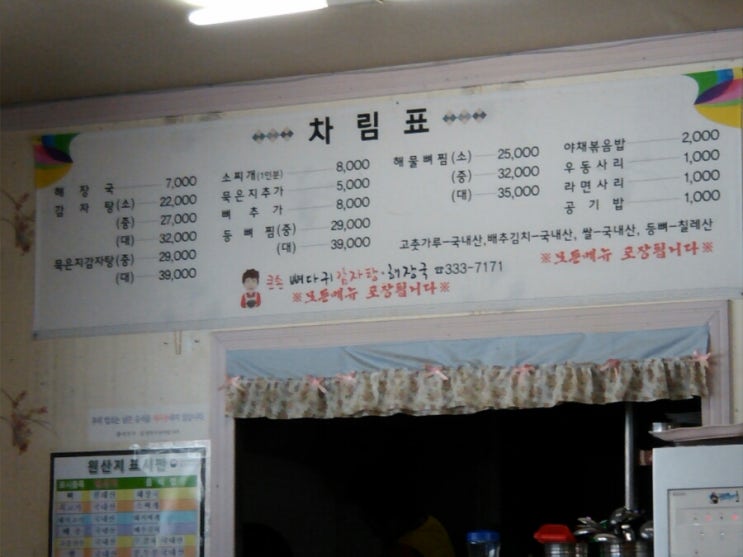 차림표
해장국 7,000
감자탕(소) 22,000
(중) 27,000
(대) 32,000
묵은지감자탕(중) 29,000
(대) 39,000
소찌개(1인분) 8,000
묵은지추가 5,000
뼈추가 8,000
등뼈찜(중) 29,000
(대) 39,000
해물뼈찜(소) 25,000
(중) 32,000
(대) 35,000
야채볶음밥 2,000
우동사리 1,000
라면사리 1,000
공기밥 1,000
고춧가루-국내산,배추김치-국내산, 쌀-국내산, 등뼈-칠레산
※모든메뉴 포장됩니다※
큰손 뼈다귀감자탕·해장국 ☎333-7171
※모든메뉴 포장됩니다※
원산지표시판
국내산